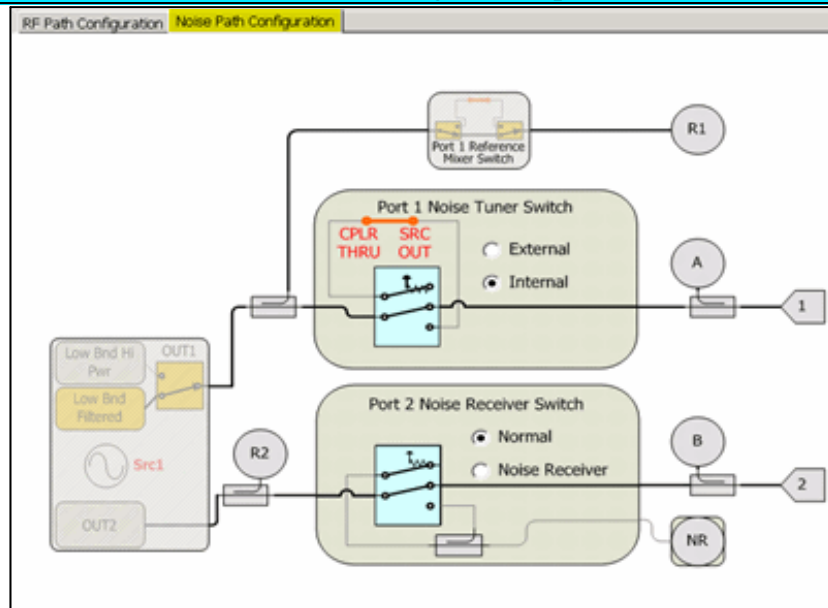 RF Path Configuration
Noise Path Configuration
Port 1 Reference
Mixer Switch
R1
Port 1 Noise Tuner Switch
CPLR
THRU
SRC
OUT
External
Internal
A
1
Low Bnd Hi
Pwr
OUT1
Low Bnd
Filtered
Src1
OUT2
R2
Port 2 Noise Receiver Switch
Normal
Noise Receiver
B
2
NR